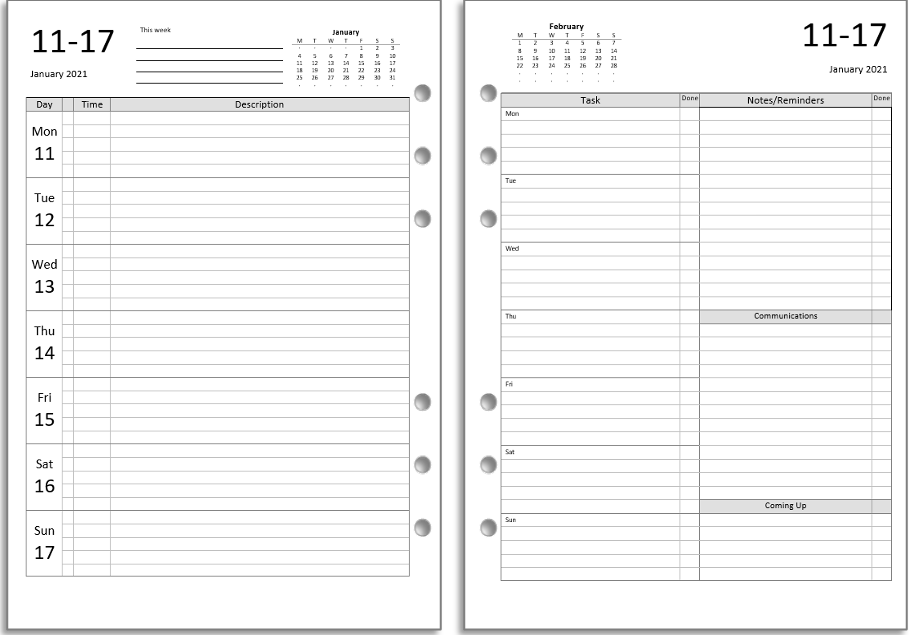 11-17
January 2021
This week
January
M T W T F S S
. . . . 1 2 3
4 5 6 7 8 9 10
11 12 13 14 15 16 17
18 19 20 21 22 23 24
25 26 27 28 29 30 31
. . . . . . .
Day Time Description
Mon
11
Tue
12
Wed
13
Thu
14
Fri
15
Sat
16
Sun
17
February
M T W T F S S
1 2 3 4 5 6 7
8 9 10 11 12 13 14
15 16 17 18 19 20 21
22 23 24 25 26 27 28
. . . . . . .
. . . . . . .
11-17
January 2021
Task Done Notes/Reminders Done
Mon
Tue
Wed
Thu
Communications
Fri
Sat
Coming Up
Sun